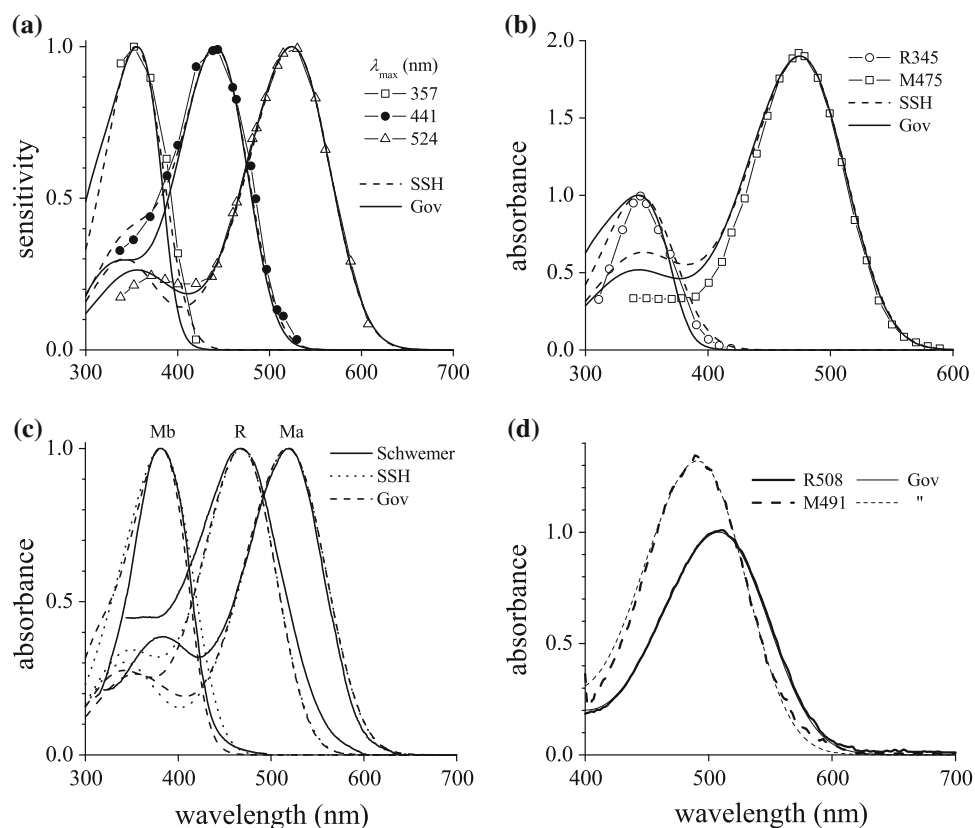 (a)
sensitivity
1.0
0.5
0.0
300 400 500 600 700
λmax (nm)
357
441
524
SSH
Gov
(b)
absorbance
2.0
1.5
1.0
0.5
0.0
300 400 500 600
R345
M475
SSH
Gov
(c)
absorbance
1.0
0.5
0.0
Mb R Ma
Schwemer
SSH
Gov
300 400 500 600 700
wavelength (nm)
(d)
absorbance
1.0
0.5
0.0
R508 Gov
M491 "
400 500 600 700
wavelength (nm)